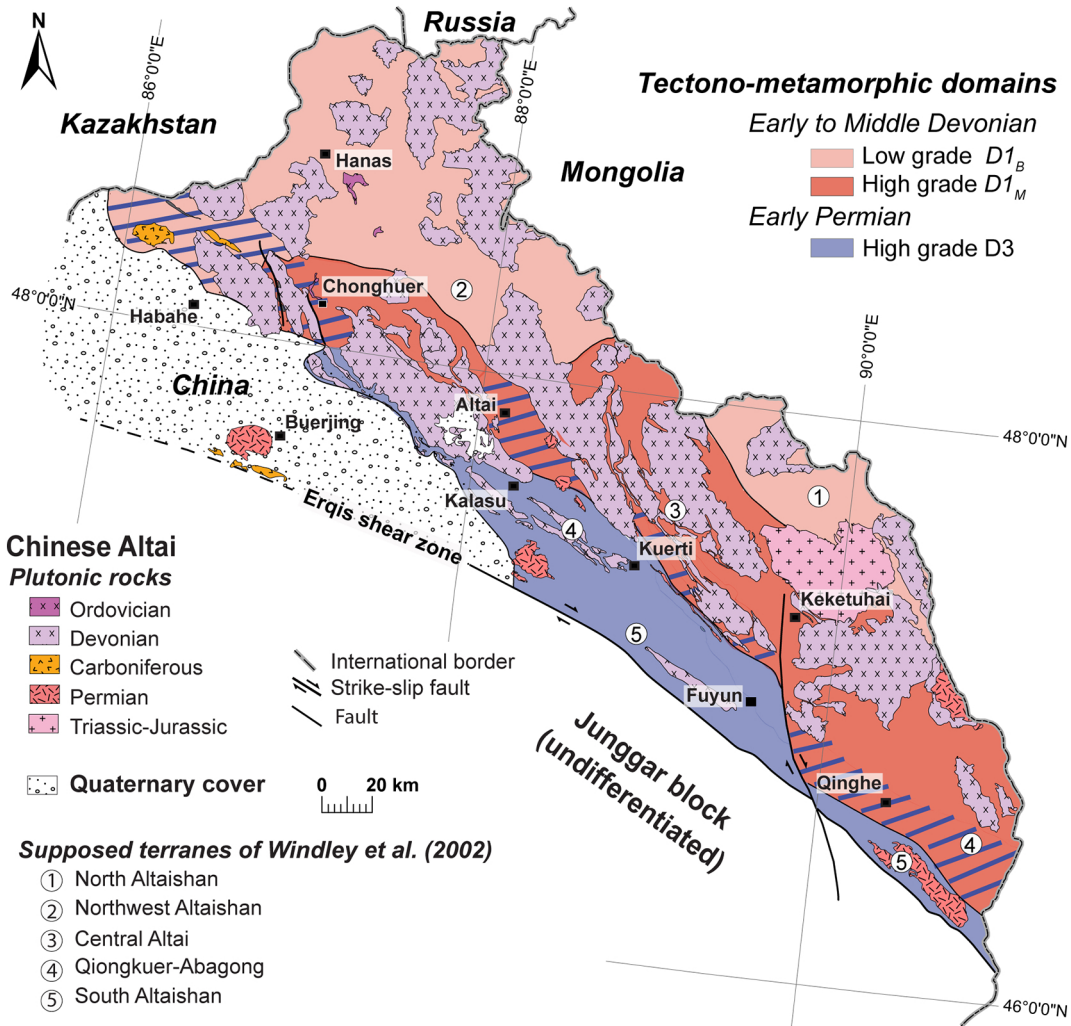 N
Russia
86°0'0"E
88°0'0"E
Kazakhstan
Mongolia
Hanas
Tectono-metamorphic domains
Early to Middle Devonian
Low grade D1B
High grade D1M
Early Permian
High grade D3
48°0'0"N
Habahe
Chonghuer
2
China
Altai
Buerjing
90°0'0"E
48°0'0"N
Kalasu
Erqis shear zone
4
1
3
Kuerti
Keketuhai
5
Fuyun
Qinghe
4
5
Junggar block
(undifferentiated)
46°0'0"N
Chinese Altai
Plutonic rocks
Ordovician
Devonian
Carboniferous
Permian
Triassic-Jurassic
International border
Strike-slip fault
Fault
Quaternary cover
0 20 km
Supposed terranes of Windley et al. (2002)
1 North Altaishan
2 Northwest Altaishan
3 Central Altai
4 Qiongkuer-Abagong
5 South Altaishan